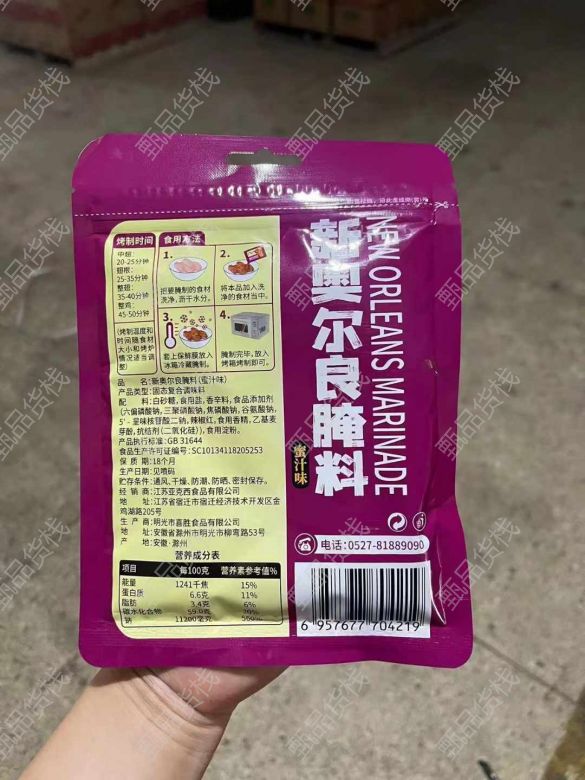 甄品货栈
NEW ORLEANS MARINADE
新奥尔良腌料
蜜汁味
烤制时间
中翅:
20-25分钟
翅根:
25-35分钟
整翅:
35-40分钟
整鸡:
45-50分钟
(烤制温度和
时间随食材
大小和烤炉
情况适当调
整)
食用方法
1.
把要腌制的食材
洗净,沥干水分。
2.
将本品加入洗
净的食材当中。
3.
套上保鲜膜放入
冰箱冷藏腌制。
4.
腌制完毕,放入
烤箱烤制即可。
品 名:新奥尔良腌料(蜜汁味)
产品类型:固态复合调味料
配 料:白砂糖,食用盐,香辛料,食品添加剂
(六偏磷酸钠,三聚磷酸钠,焦磷酸钠,谷氨酸钠,
5'-呈味核苷酸二钠,辣椒红,食用香精,乙基麦
芽酚,抗结剂(二氧化硅)),食用淀粉。
产品执行标准:GB 31644
食品生产许可证编号:SC10134118205253
保 质 期:18个月
生产日期:见喷码
贮存条件:通风、干燥、防潮、防晒、密封保存。
经 销 商:江苏亚克西食品有限公司
地 址:江苏省宿迁市宿迁经济技术开发区金
鸡湖路205号
生 产 商:明光市喜胜食品有限公司
地 址:安徽省滁州市明光市柳弯路53号
产 地:安徽·滁州
营养成分表
项目 每100克 营养素参考值%
能量 1241千焦 15%
蛋白质 6.6克 11%
脂肪 3.4克 6%
碳水化合物 59.0克 20%
钠 11200毫克 560%
电话:0527-81889090
6 957677 704219